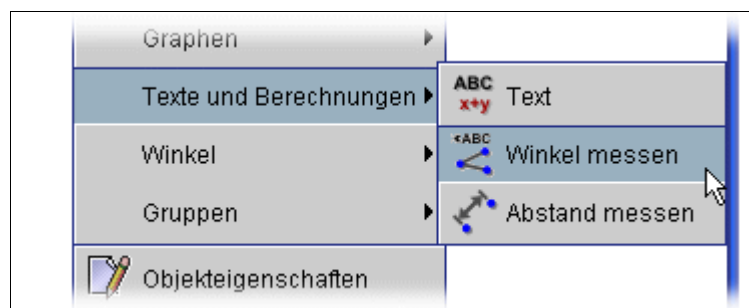 Graphen
Texte und Berechnungen
Winkel
Gruppen
Objekteigenschaften
ABC
x+y
Text
<ABC
Winkel messen
Abstand messen